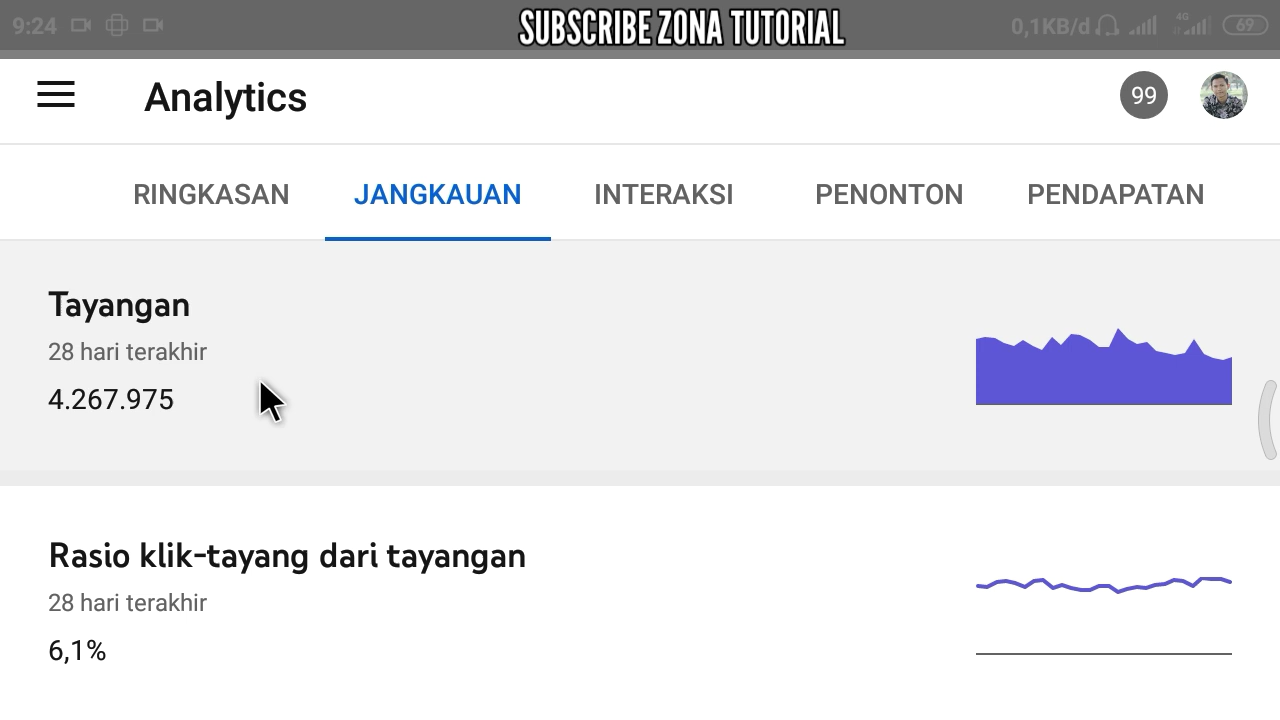 9:24
SUBSCRIBE ZONA TUTORIAL
0,1KB/d
4G
69
Analytics
99
RINGKASAN JANGKAUAN INTERAKSI PENONTON PENDAPATAN
Tayangan
28 hari terakhir
4.267.975
Rasio klik-tayang dari tayangan
28 hari terakhir
6,1%